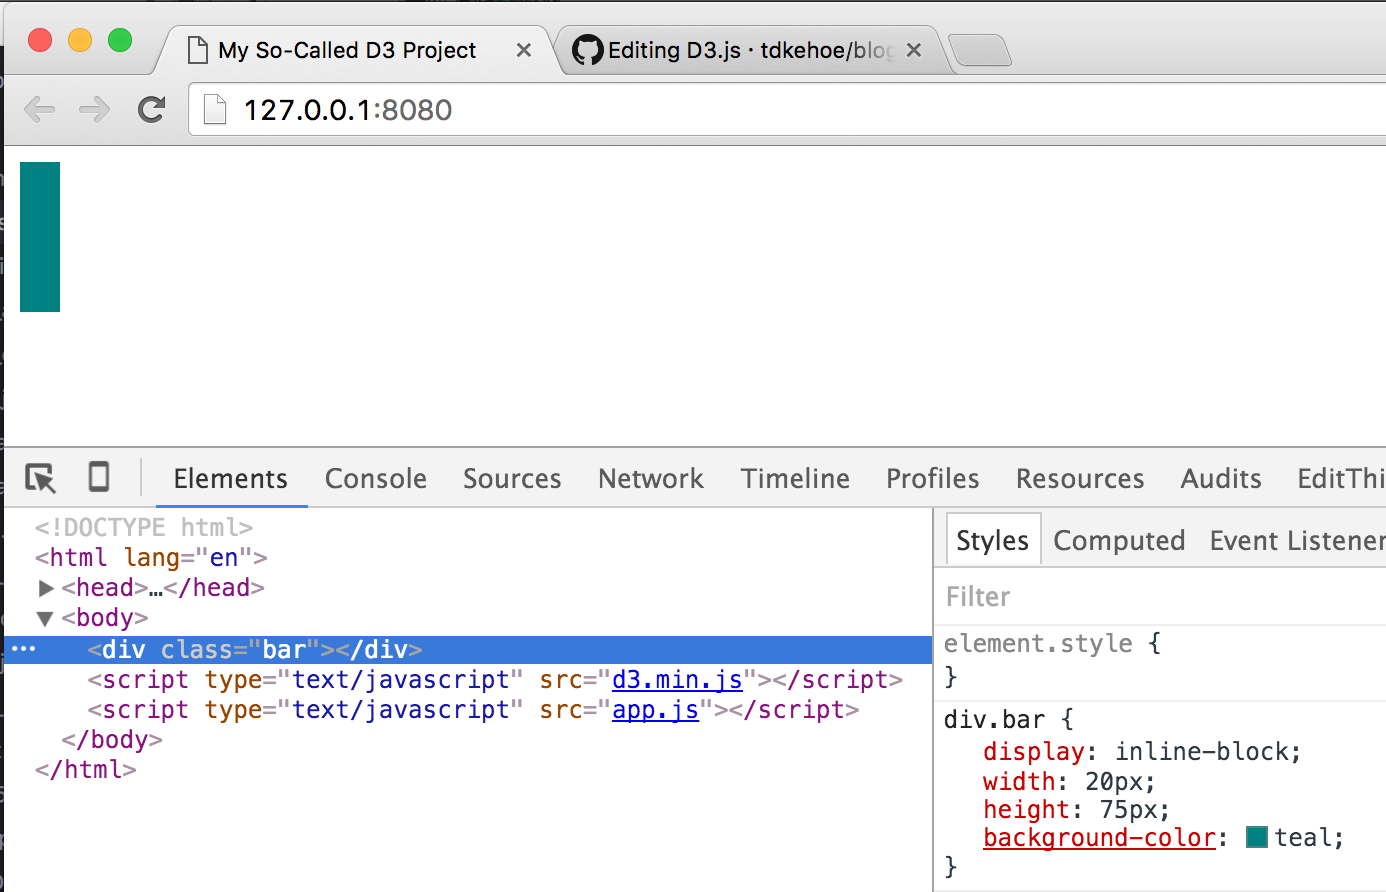 My So-Called D3 Project
Editing D3.js · tdkehoe/blog
127.0.0.1:8080
Elements Console Sources Network Timeline Profiles Resources Audits EditThi
<!DOCTYPE html>
<html lang="en">
<head>…</head>
<body>
<div class="bar"></div>
<script type="text/javascript" src="d3.min.js"></script>
<script type="text/javascript" src="app.js"></script>
</body>
</html>
Styles Computed Event Listener
Filter
element.style {
}
div.bar {
display: inline-block;
width: 20px;
height: 75px;
background-color: teal;
}